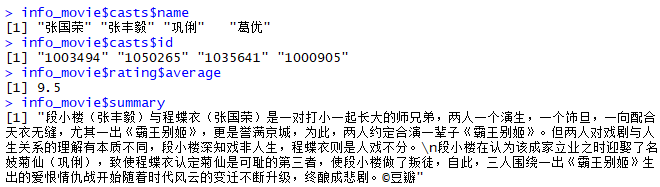 > info_movie$casts$name
[1] "张国荣" "张丰毅" "巩俐"   "葛优"
> info_movie$casts$id
[1] "1003494" "1050265" "1035641" "1000905"
> info_movie$rating$average
[1] 9.5
> info_movie$summary
[1] "段小楼（张丰毅）与程蝶衣（张国荣）是一对打小一起长大的师兄弟，两人一个演生，一个饰旦，一向配合
天衣无缝，尤其一出《霸王别姬》，更是誉满京城，为此，两人约定合演一辈子《霸王别姬》。但两人对戏剧与人
生关系的理解有本质不同，段小楼深知戏非人生，程蝶衣则是人戏不分。\n段小楼在认为该成家立业之时迎娶了名
妓菊仙（巩俐），致使程蝶衣认定菊仙是可耻的第三者，使段小楼做了叛徒，自此，三人围绕一出《霸王别姬》生
出的爱恨情仇战开始随着时代风云的变迁不断升级，终酿成悲剧。©豆瓣"